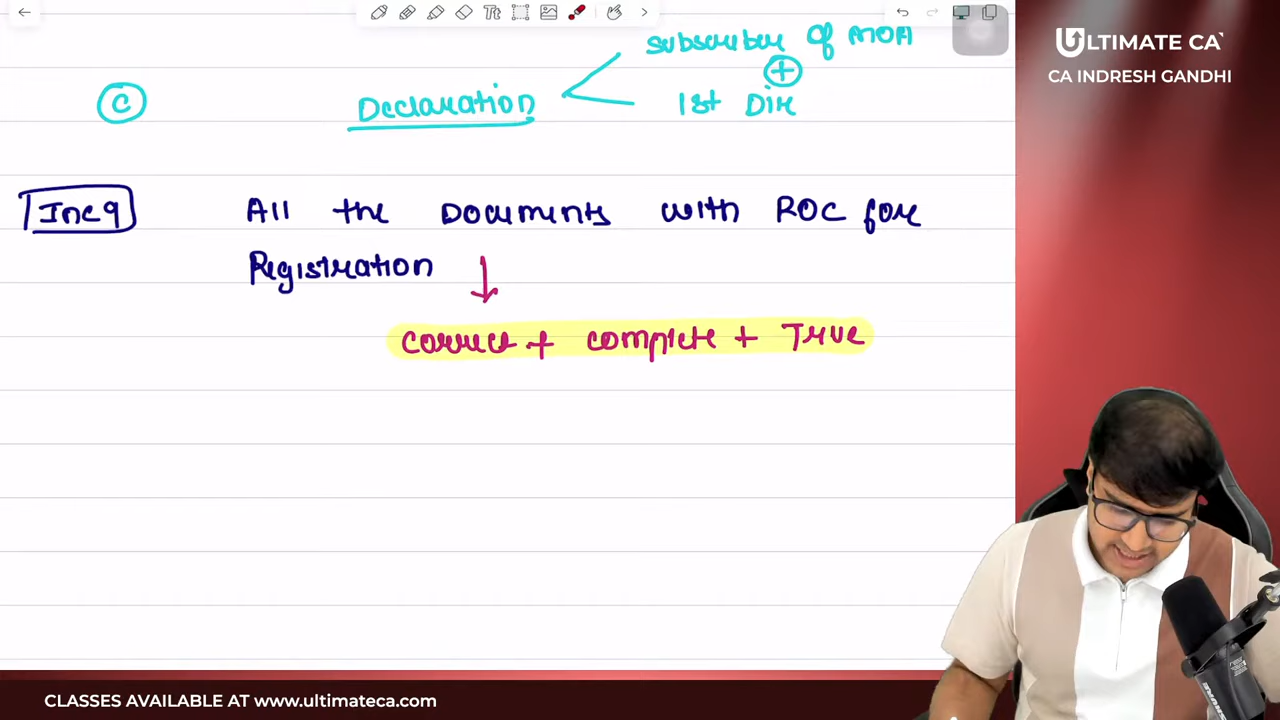 Subscriber of MOA
ULTIMATE CA
CA INDRESH GANDHI
+
C
Declaration
1st Dir
Inc 9
All the Documents with ROC for
Registration
Correct + complete + True
CLASSES AVAILABLE AT www.ultimateca.com